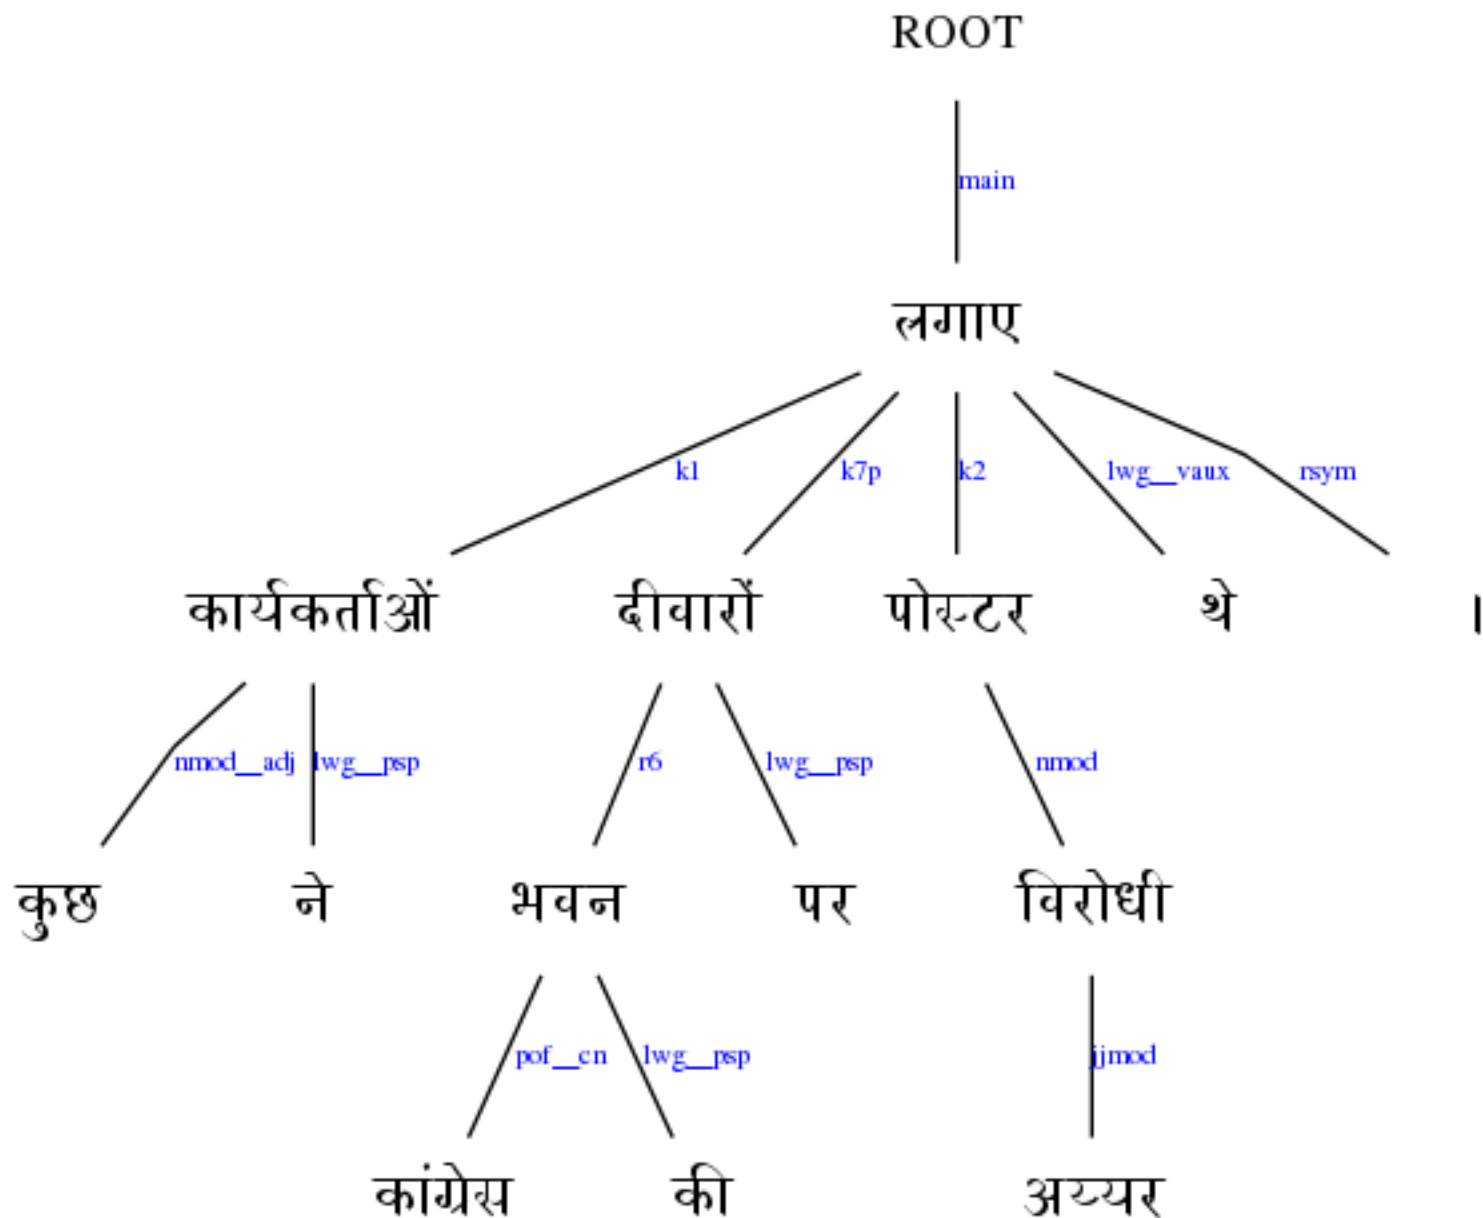 ROOT
main
लगाए
k1 k7p k2 lwg__vaux rsym
कार्यकर्ताओं दीवारों पोस्टर थे ।
nmod__adj lwg__psp r6 lwg__psp nmod
कुछ ने भवन पर विरोधी
pof__cn lwg__psp jjmod
कांग्रेस की अय्यर